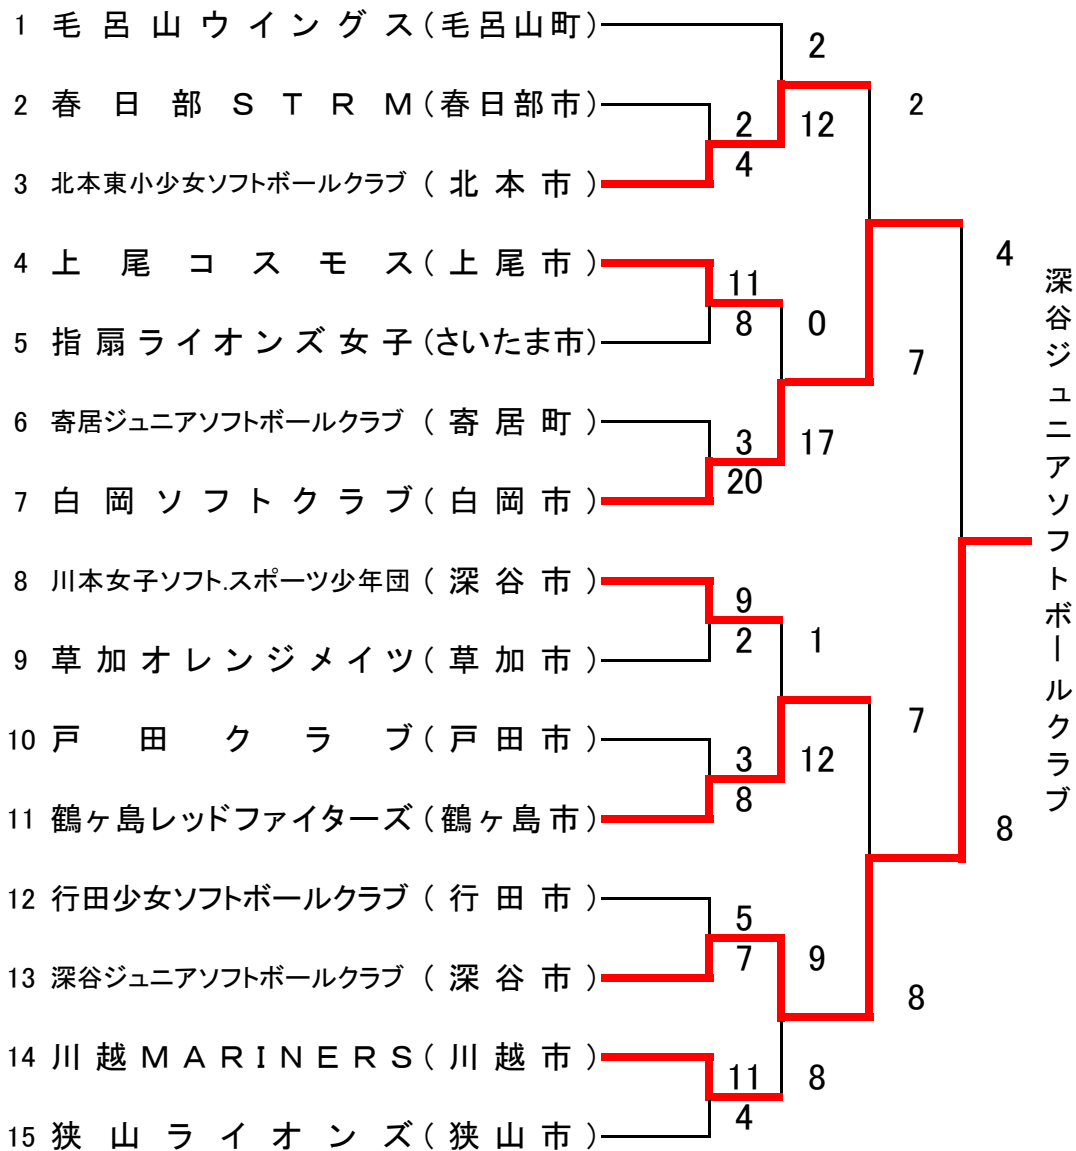 1 毛呂山ウイングス(毛呂山町)
2
2 春日部STRM(春日部市)
2
12
2
4
3 北本東小少女ソフトボールクラブ(北本市)
4 上尾コスモス(上尾市)
4
11
8
0
5 指扇ライオンズ女子(さいたま市)
7
6 寄居ジュニアソフトボールクラブ(寄居町)
3
20
17
7 白岡ソフトクラブ(白岡市)
深谷ジュニアソフトボールクラブ
8 川本女子ソフト.スポーツ少年団(深谷市)
9
2
1
9 草加オレンジメイツ(草加市)
7
10 戸田クラブ(戸田市)
3
8
12
11 鶴ヶ島レッドファイターズ(鶴ヶ島市)
8
12 行田少女ソフトボールクラブ(行田市)
5
7
9
13 深谷ジュニアソフトボールクラブ(深谷市)
8
14 川越MARINERS(川越市)
11
4
8
15 狭山ライオンズ(狭山市)